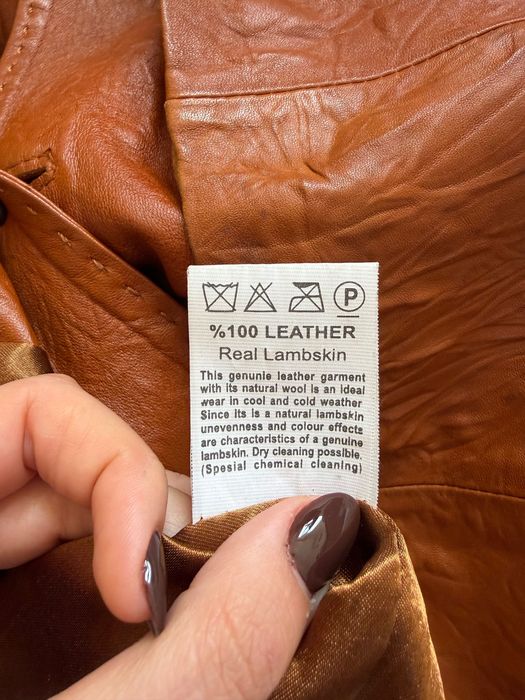 P
%100 LEATHER
Real Lambskin
This genunie leather garment
with its natural wool is an ideal
wear in cool and cold weather
Since its is a natural lambskin
unevenness and colour effects
are characteristics of a genuine
lambskin. Dry cleaning possible.
(Spesial chemical cleaning)